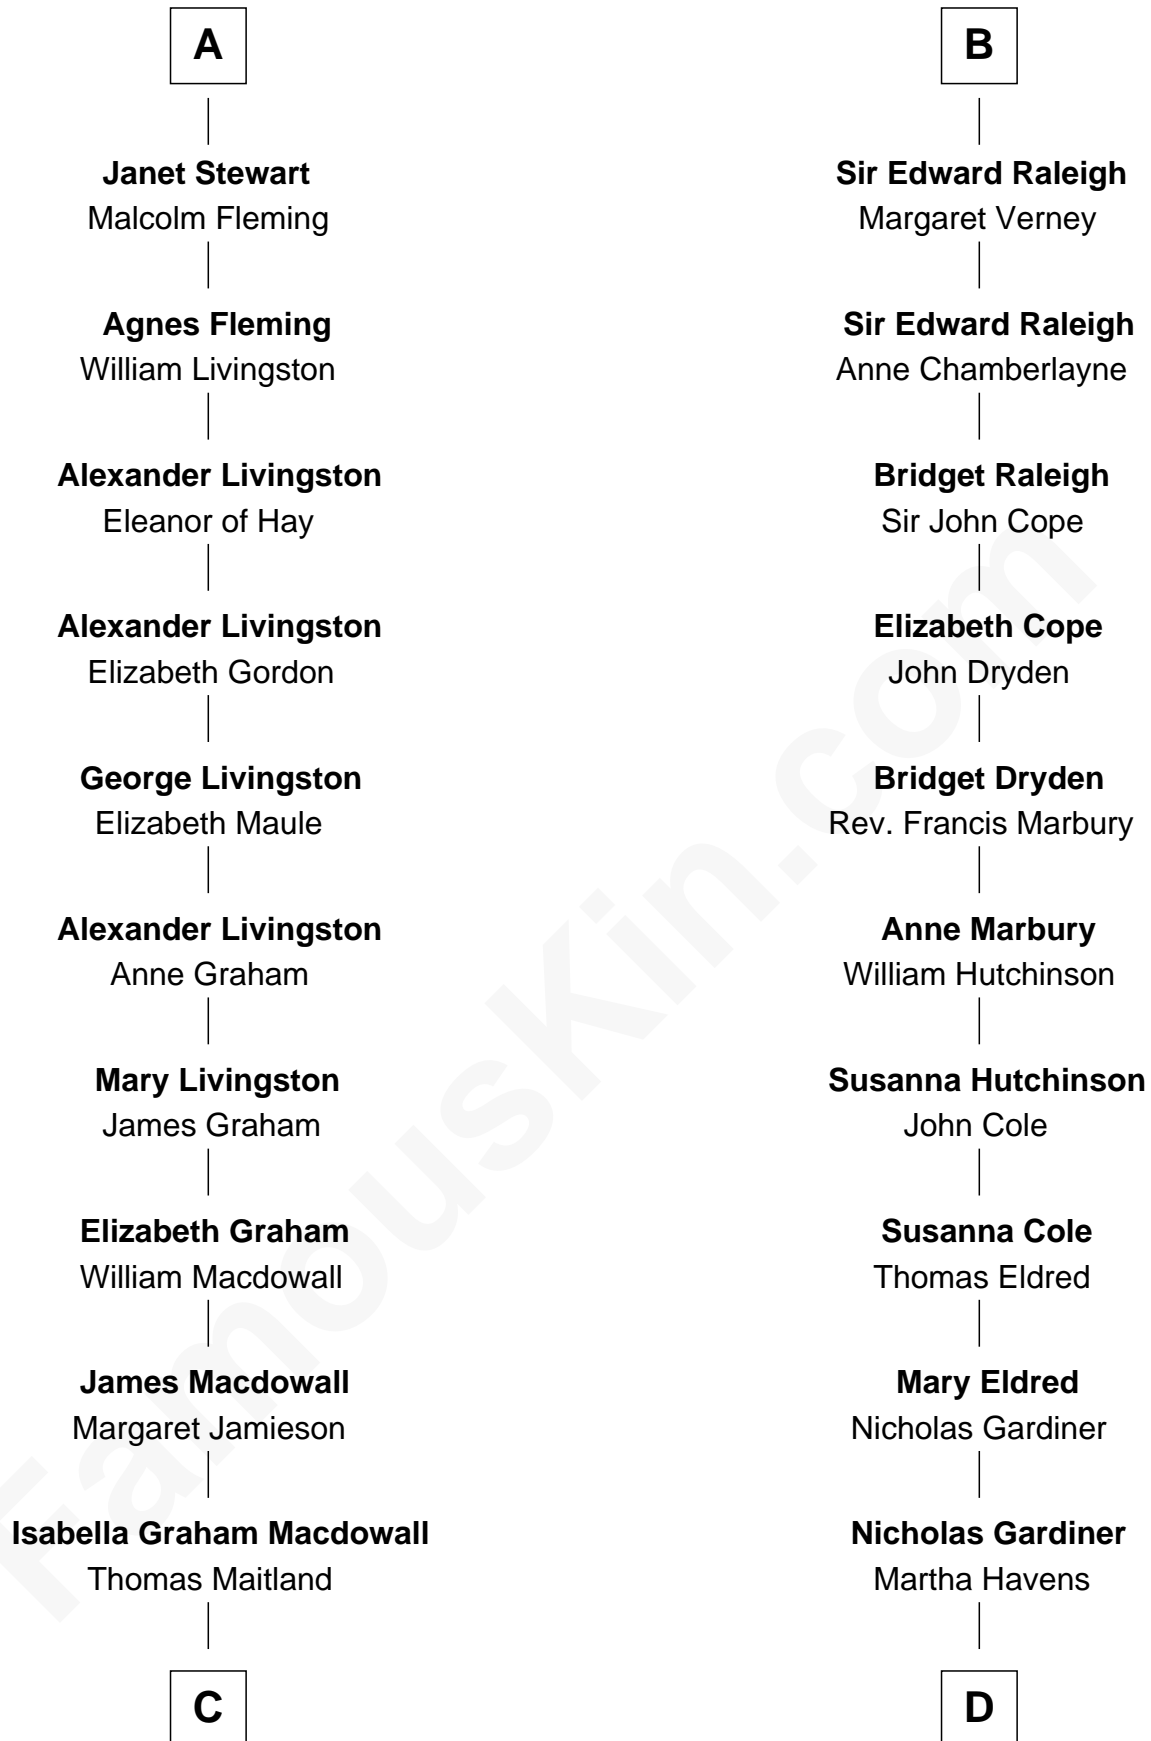 A
Janet Stewart
Malcolm Fleming
Agnes Fleming
William Livingston
Alexander Livingston
Eleanor of Hay
Alexander Livingston
Elizabeth Gordon
George Livingston
Elizabeth Maule
Alexander Livingston
Anne Graham
Mary Livingston
James Graham
Elizabeth Graham
William Macdowall
James Macdowall
Margaret Jamieson
Isabella Graham Macdowall
Thomas Maitland
C
B
Sir Edward Raleigh
Margaret Verney
Sir Edward Raleigh
Anne Chamberlayne
Bridget Raleigh
Sir John Cope
Elizabeth Cope
John Dryden
Bridget Dryden
Rev. Francis Marbury
Anne Marbury
William Hutchinson
Susanna Hutchinson
John Cole
Susanna Cole
Thomas Eldred
Mary Eldred
Nicholas Gardiner
Nicholas Gardiner
Martha Havens
D
FamousKin.com